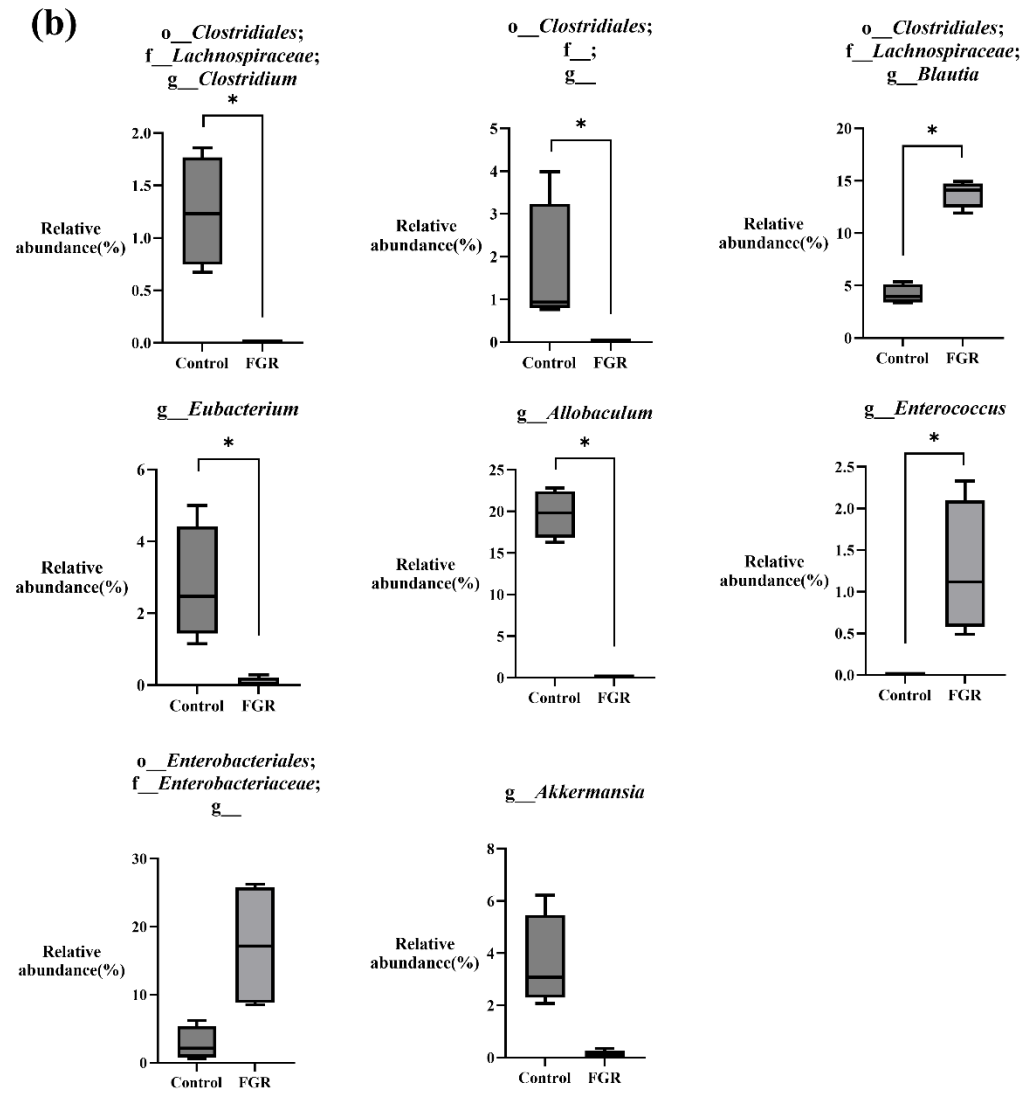 (b)
o__Clostridiales;
f__Lachnospiraceae;
g__Clostridium
*
2.0
1.5
1.0
0.5
0.0
Relative
abundance(%)
Control
FGR
o__Clostridiales;
f__;
g__
*
5
4
3
2
1
0
Relative
abundance(%)
Control
FGR
o__Clostridiales;
f__Lachnospiraceae;
g__Blautia
*
20
15
10
5
0
Relative
abundancc(%)
Control
FGR
g__Eubacterium
*
6
4
2
0
Relative
abundance(%)
Control
FGR
g__Allobaculum
*
25
20
15
10
5
0
Relative
abundance(%)
Control
FGR
g__Enterococcus
*
2.5
2.0
1.5
1.0
0.5
0.0
Relative
abundance(%)
Control
FGR
o__Enterobacteriales;
f__Enterobacteriaceae;
g__
30
20
10
0
Relative
abundance(%)
Control
FGR
g__Akkermansia
8
6
4
2
0
Relative
abundancc(%)
Control
FGR